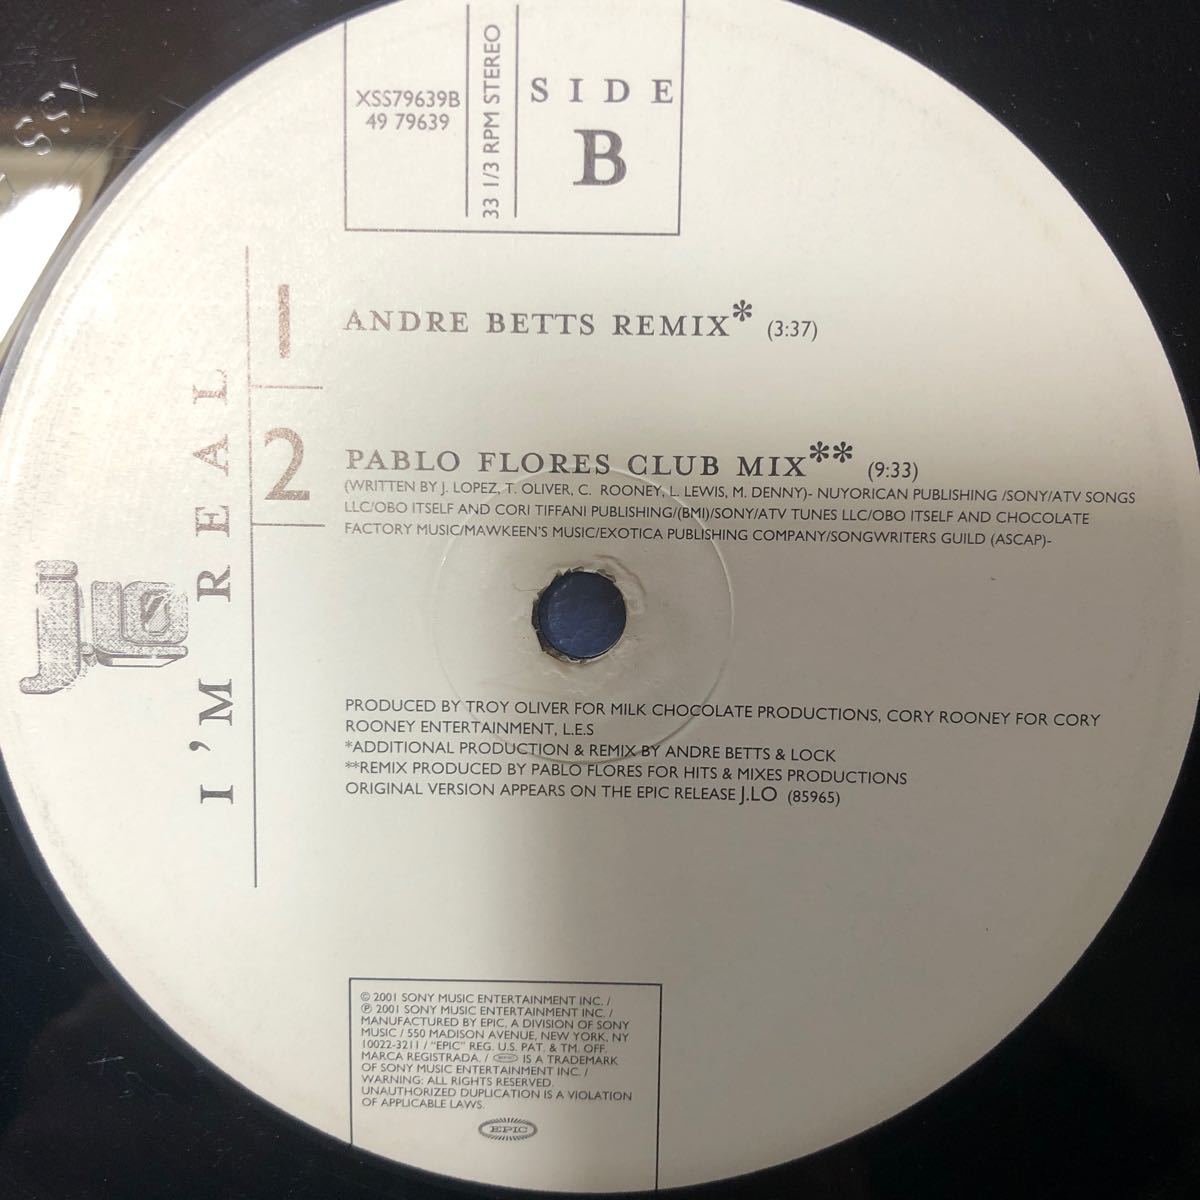 XSS79639B
49 79639
33 1/3 RPM STEREO
SIDE
B
I'M REAL
J.LO
1
ANDRE BETTS REMIX* (3:37)
2
PABLO FLORES CLUB MIX** (9:33)
(WRITTEN BY J. LOPEZ, T. OLIVER, C. ROONEY, L. LEWIS, M. DENNY)- NUYORICAN PUBLISHING /SONY/ATV SONGS
LLC/OBO ITSELF AND CORI TIFFANI PUBLISHING/(BMI)/SONY/ATV TUNES LLC/OBO ITSELF AND CHOCOLATE
FACTORY MUSIC/MAWKEEN'S MUSIC/EXOTICA PUBLISHING COMPANY/SONGWRITERS GUILD (ASCAP)-
PRODUCED BY TROY OLIVER FOR MILK CHOCOLATE PRODUCTIONS, CORY ROONEY FOR CORY
ROONEY ENTERTAINMENT, L.E.S
*ADDITIONAL PRODUCTION & REMIX BY ANDRE BETTS & LOCK
**REMIX PRODUCED BY PABLO FLORES FOR HITS & MIXES PRODUCTIONS
ORIGINAL VERSION APPEARS ON THE EPIC RELEASE J.LO (85965)
© 2001 SONY MUSIC ENTERTAINMENT INC. /
℗ 2001 SONY MUSIC ENTERTAINMENT INC. /
MANUFACTURED BY EPIC, A DIVISION OF SONY
MUSIC / 550 MADISON AVENUE, NEW YORK, NY
10022-3211 / "EPIC" REG. U.S. PAT. & TM. OFF.
MARCA REGISTRADA. / EPIC IS A TRADEMARK
OF SONY MUSIC ENTERTAINMENT INC. /
WARNING: ALL RIGHTS RESERVED.
UNAUTHORIZED DUPLICATION IS A VIOLATION
OF APPLICABLE LAWS.
EPIC
XSS